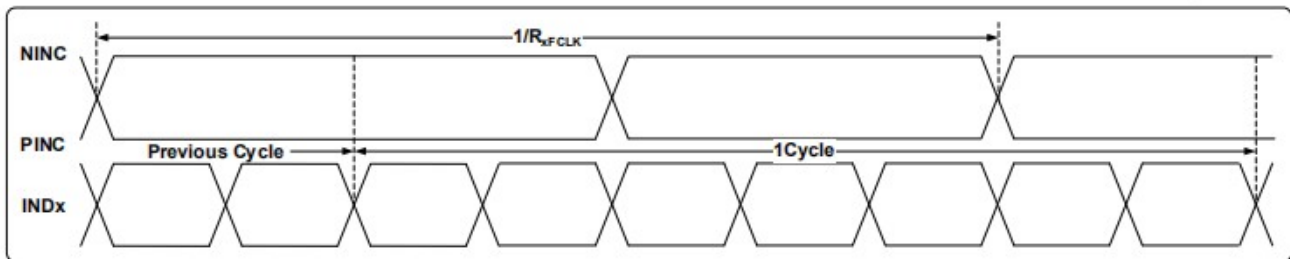 1/RxFCLK
NINC
PINC
Previous Cycle
1Cycle
INDx